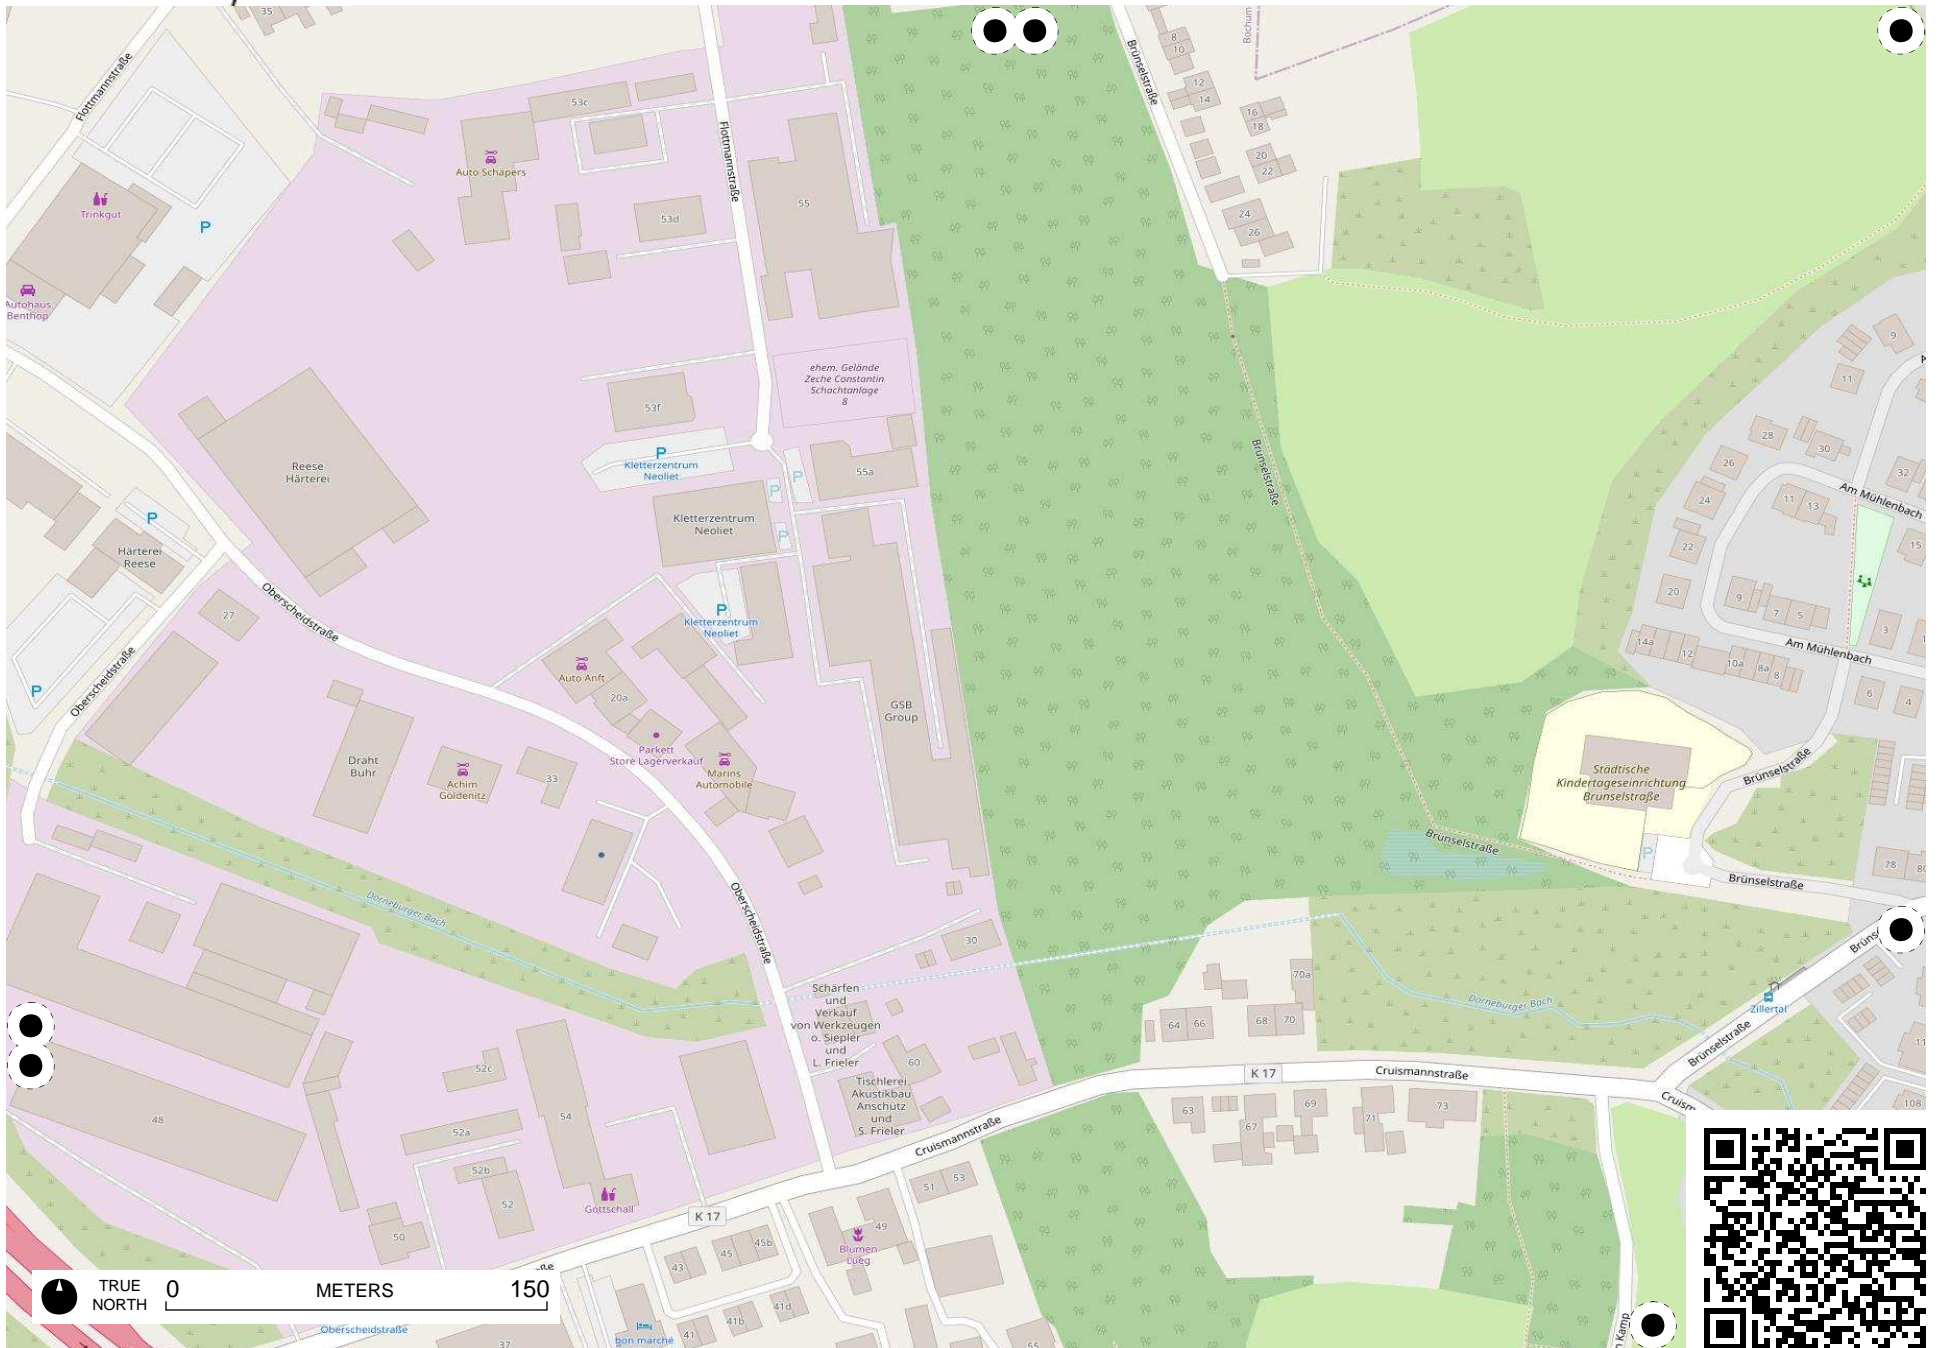 35
Flottmannstraße
Trinkgut
Autohaus
Benthop
P
53c
Auto Schäpers
53d
Flottmannstraße
55
ehem. Gelände
Zeche Constantin
Schachtanlage
8
53f
P
Kletterzentrum
Neoliet
P
P
P
55a
Kletterzentrum
Neoliet
P
Kletterzentrum
Neoliet
Reese
Härterei
P
Härterei
Reese
P
27
Oberscheidstraße
Oberscheidstraße
Auto Anft
20a
Parkett
Store Lagerverkauf
Marins
Automobile
GSB
Group
Draht
Buhr
Achim
Göldenitz
33
Oberscheidstraße
Dorneburger Bach
30
Schärfen
und
Verkauf
von Werkzeugen
o. Siepler
und
L. Frieler
60
Tischlerei
Akustikbau
Anschütz
und
S. Frieler
48
52c
52a
52b
52
54
50
Gottschall
K 17
Cruismannstraße
51
53
49
Blumen
Lueg
43
45
45b
41
41b
41d
37
bon marché
55
Oberscheidstraße
TRUE
NORTH
0
METERS
150
Bochum
Brünselstraße
8
10
12
14
16
18
20
22
24
26
Brünselstraße
Brünselstraße
Städtische
Kindertageseinrichtung
Brünselstraße
P
Brünselstraße
Brünselstraße
9
11
28
30
26
24
32
11
13
Am Mühlenbach
15
22
20
9
7
5
3
14a
12
10a
8a
8
Am Mühlenbach
6
4
78
80
Zillertal
Brünselstraße
Dorneburger Bach
70a
64
66
68
70
K 17
Cruismannstraße
63
67
69
71
73
108